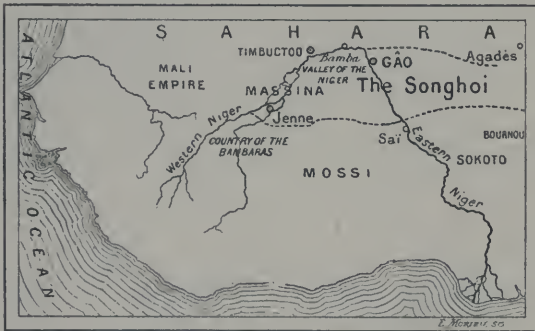 S A H A R A
ATLANTIC OCEAN
TIMBUCTOO
Bamba
GÂO
Agadès
MALI
EMPIRE
VALLEY OF THE
NIGER
MASSINA
The Songhoi
Jenne
Western Niger
COUNTRY OF THE
BAMBARAS
Saï
Eastern Niger
BOURNOU
SOKOTO
MOSSI